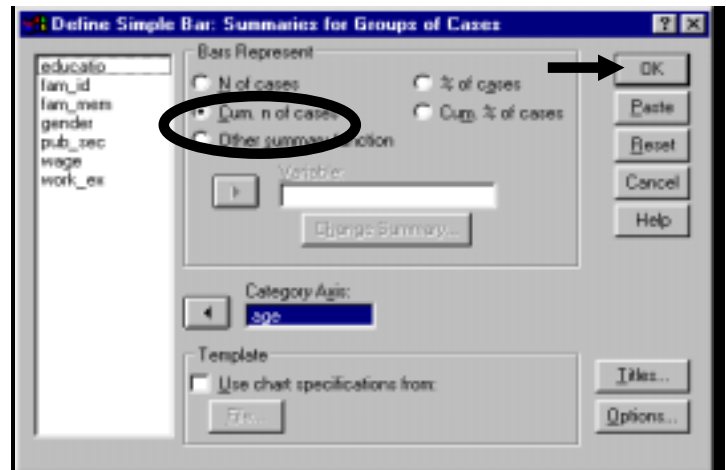 Define Simple Bar: Summaries for Groups of Cases
educatio
fam_id
fam_mem
gender
pub_sec
wage
work_ex
Bars Represent
N of cases
% of cases
Cum. n of cases
Cum. % of cases
Other summary function
Variable:
Change Summary...
Category Axis:
age
Template
Use chart specifications from:
File...
OK
Paste
Reset
Cancel
Help
Titles...
Options...